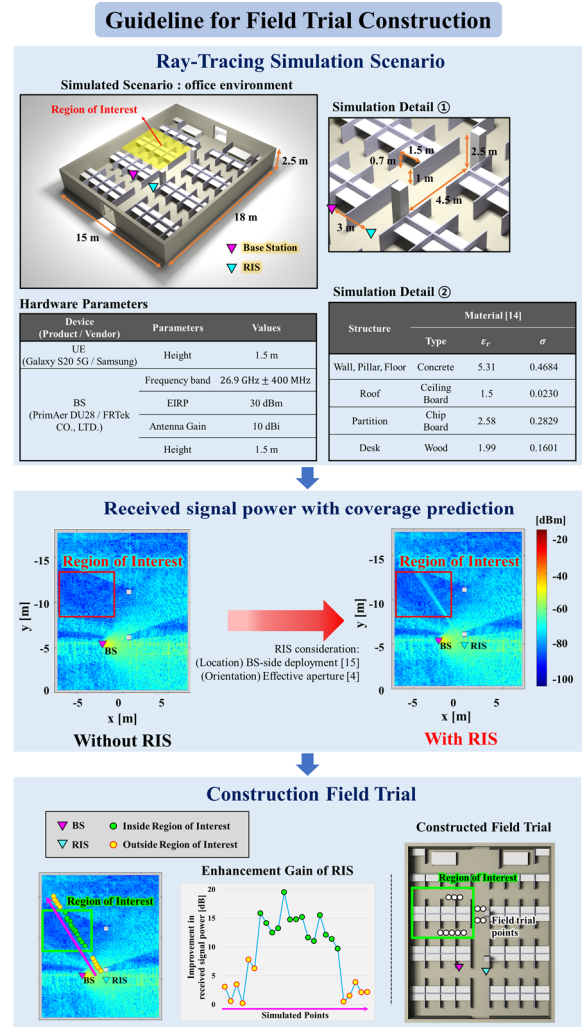 Guideline for Field Trial Construction
Ray-Tracing Simulation Scenario
Simulated Scenario : office environment
Region of Interest
2.5 m
18 m
15 m
Base Station
RIS
Simulation Detail ①
1.5 m
0.7 m
2.5 m
1 m
4.5 m
3 m
Hardware Parameters
Device (Product / Vendor) Parameters Values
UE (Galaxy S20 5G / Samsung) Height 1.5 m
BS (PrimAer DU28 / FRTek CO., LTD.) Frequency band 26.9 GHz ± 400 MHz
EIRP 30 dBm
Antenna Gain 10 dBi
Height 1.5 m
Simulation Detail ②
Structure Material [14]
Type εr σ
Wall, Pillar, Floor Concrete 5.31 0.4684
Roof Ceiling Board 1.5 0.0230
Partition Chip Board 2.58 0.2829
Desk Wood 1.99 0.1601
Received signal power with coverage prediction
-15
-10
-5
0
y [m]
Region of Interest
BS
-5 0 5
x [m]
Without RIS
RIS consideration:
(Location) BS-side deployment [15]
(Orientation) Effective aperture [4]
-15
-10
-5
0
y [m]
Region of Interest
BS RIS
-5 0 5
x [m]
With RIS
[dBm]
-20
-40
-60
-80
-100
Construction Field Trial
BS Inside Region of Interest
RIS Outside Region of Interest
Region of Interest
BS RIS
Enhancement Gain of RIS
Improvement in
received signal power [dB]
20
15
10
5
0
Simulated Points
Constructed Field Trial
Region of Interest
Field trial
points
BS
RIS